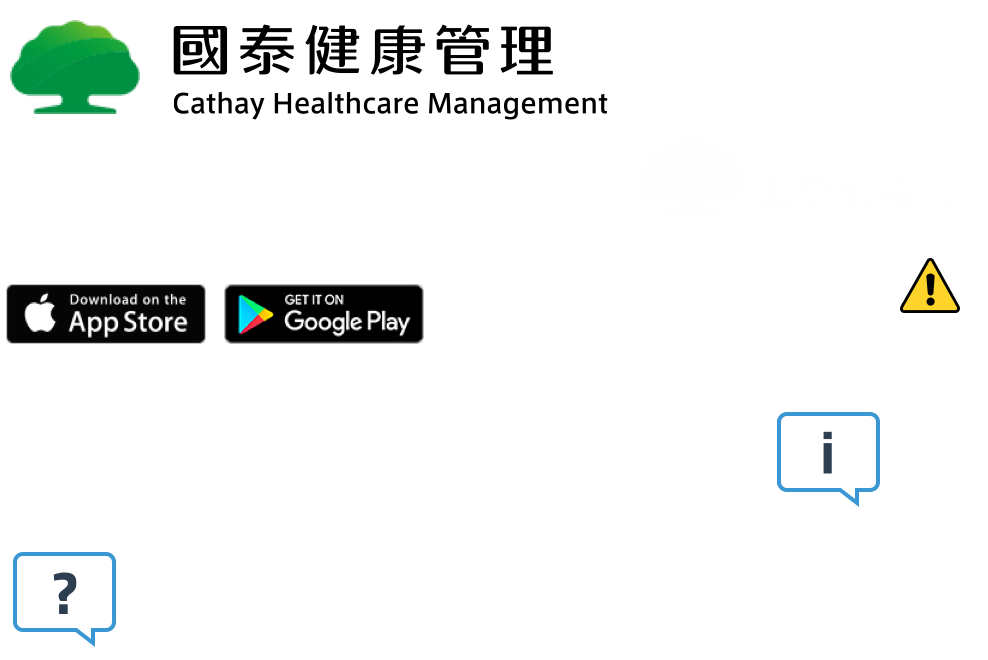 國泰健康管理
Cathay Healthcare Management
Download on the
App Store
GET IT ON
Google Play
!
i
?